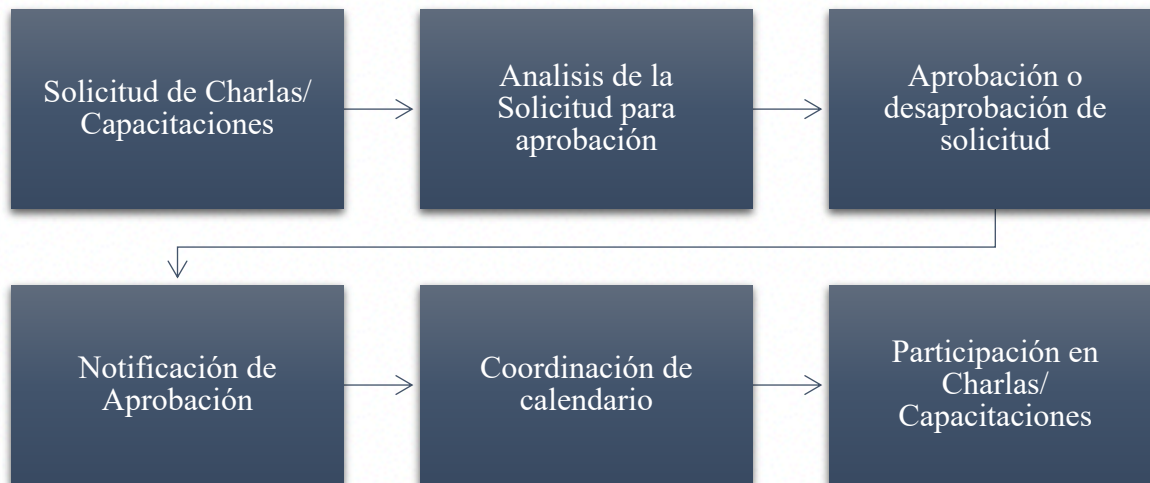 Solicitud de Charlas/
Capacitaciones
Analisis de la
Solicitud para
aprobación
Aprobación o
desaprobación de
solicitud
Notificación de
Aprobación
Coordinación de
calendario
Participación en
Charlas/
Capacitaciones